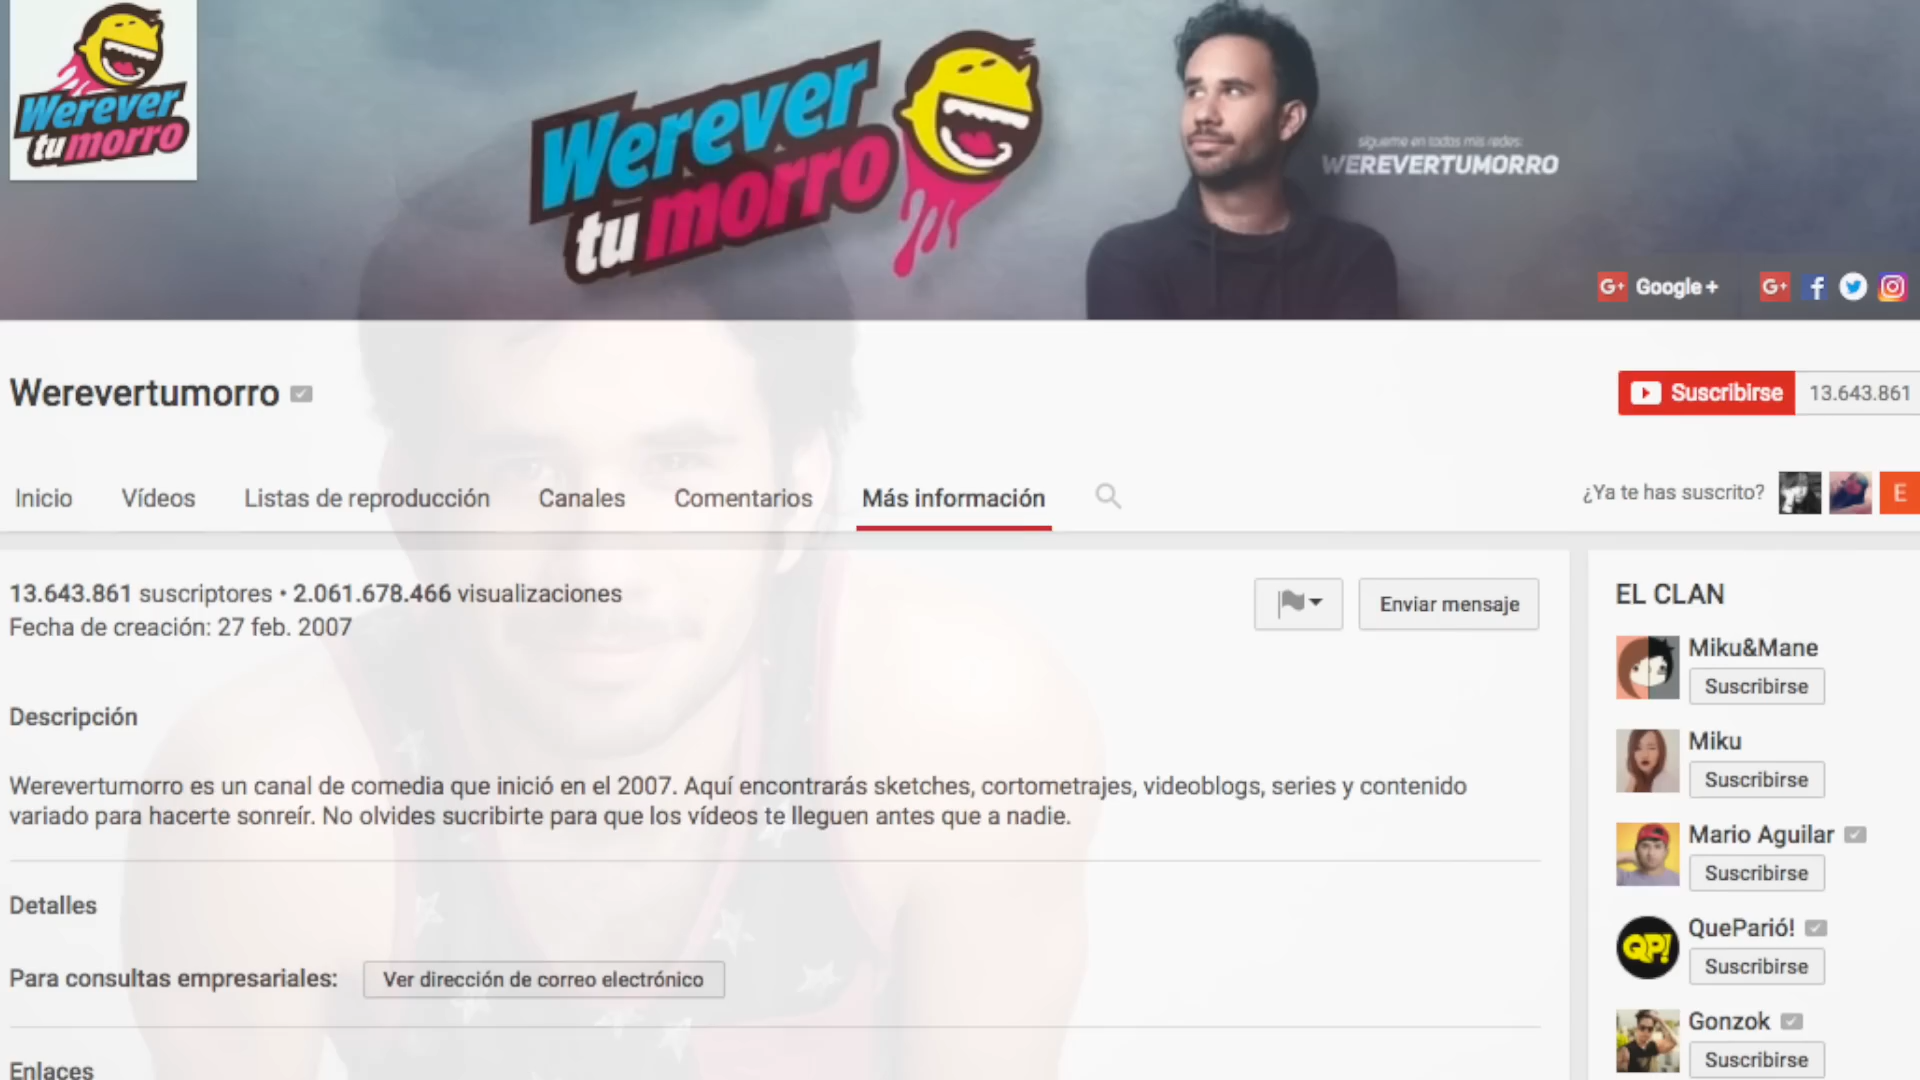 Werever
tu morro
Werever
tu morro
sígueme en todas mis redes:
WEREVERTUMORRO
G+ Google+ G+
Werevertumorro
Suscribirse 13.643.861
Inicio Vídeos Listas de reproducción Canales Comentarios Más información
¿Ya te has suscrito? E
13.643.861 suscriptores • 2.061.678.466 visualizaciones
Fecha de creación: 27 feb. 2007
Enviar mensaje
Descripción
Werevertumorro es un canal de comedia que inició en el 2007. Aquí encontrarás sketches, cortometrajes, videoblogs, series y contenido
variado para hacerte sonreír. No olvides sucribirte para que los vídeos te lleguen antes que a nadie.
Detalles
Para consultas empresariales: Ver dirección de correo electrónico
Enlaces
EL CLAN
Miku&Mane
Suscribirse
Miku
Suscribirse
Mario Aguilar
Suscribirse
QP!
QueParió!
Suscribirse
Gonzok
Suscribirse